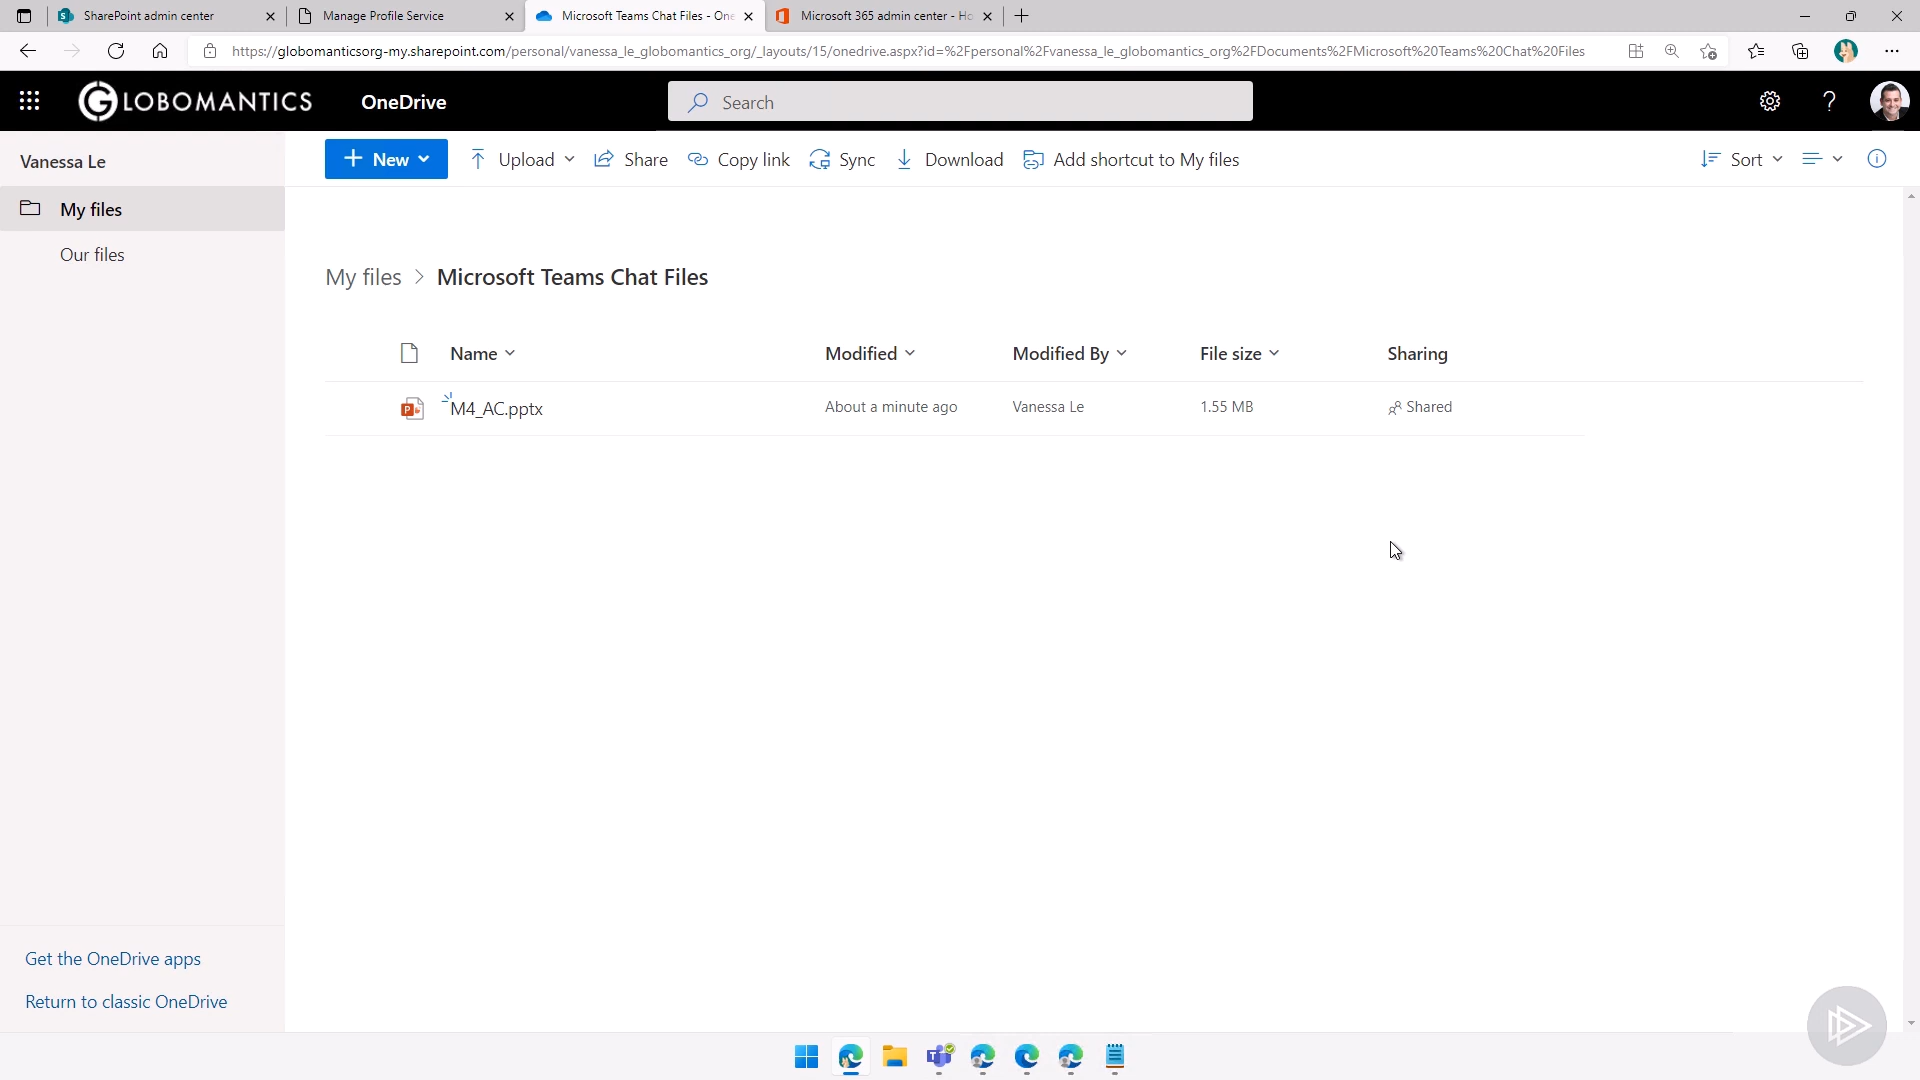 SharePoint admin center
Manage Profile Service
Microsoft Teams Chat Files - One
Microsoft 365 admin center - Ho
https://globomanticsorg-my.sharepoint.com/personal/vanessa_le_globomantics_org/_layouts/15/onedrive.aspx?id=%2Fpersonal%2Fvanessa_le_globomantics_org%2FDocuments%2FMicrosoft%20Teams%20Chat%20Files
GLOBOMANTICS
OneDrive
Search
Vanessa Le
New
Upload
Share
Copy link
Sync
Download
Add shortcut to My files
Sort
My files
Our files
My files > Microsoft Teams Chat Files
Name
Modified
Modified By
File size
Sharing
M4_AC.pptx
About a minute ago
Vanessa Le
1.55 MB
Shared
Get the OneDrive apps
Return to classic OneDrive